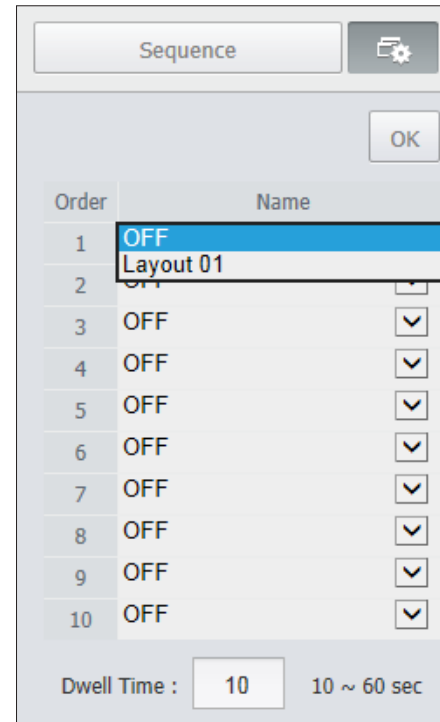 Sequence
OK
Order Name
1 OFF
Layout 01
2 OFF
3 OFF
4 OFF
5 OFF
6 OFF
7 OFF
8 OFF
9 OFF
10 OFF
Dwell Time : 10 10 ~ 60 sec